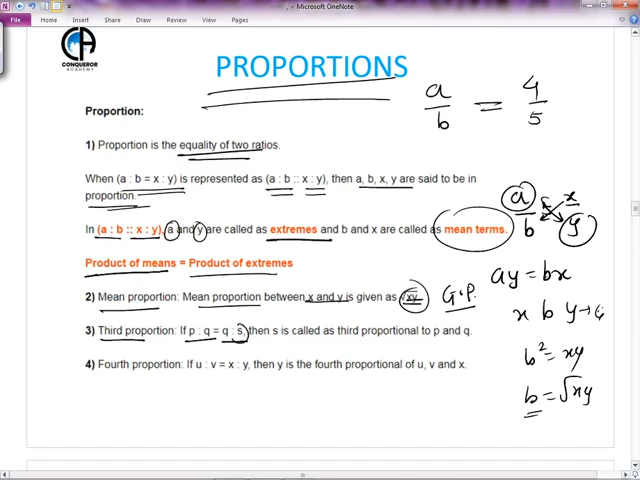 Microsoft OneNote
File Home Insert Share Draw Review View
CONQUEROR
ACADEMY
PROPORTIONS
a/b = 4/5
Proportion:
1) Proportion is the equality of two ratios.
When (a : b = x : y) is represented as (a : b :: x : y), then a, b, x, y are said to be in
proportion.
a/b x/y
In (a : b :: x : y), a and y are called as extremes and b and x are called as mean terms.
Product of means = Product of extremes
ay = bx
2) Mean proportion: Mean proportion between x and y is given as √xy.
G.P.
x b y → G
3) Third proportion: If p : q = q : s, then s is called as third proportional to p and q.
b² = xy
4) Fourth proportion: If u : v = x : y, then y is the fourth proportional of u, v and x.
b = √xy